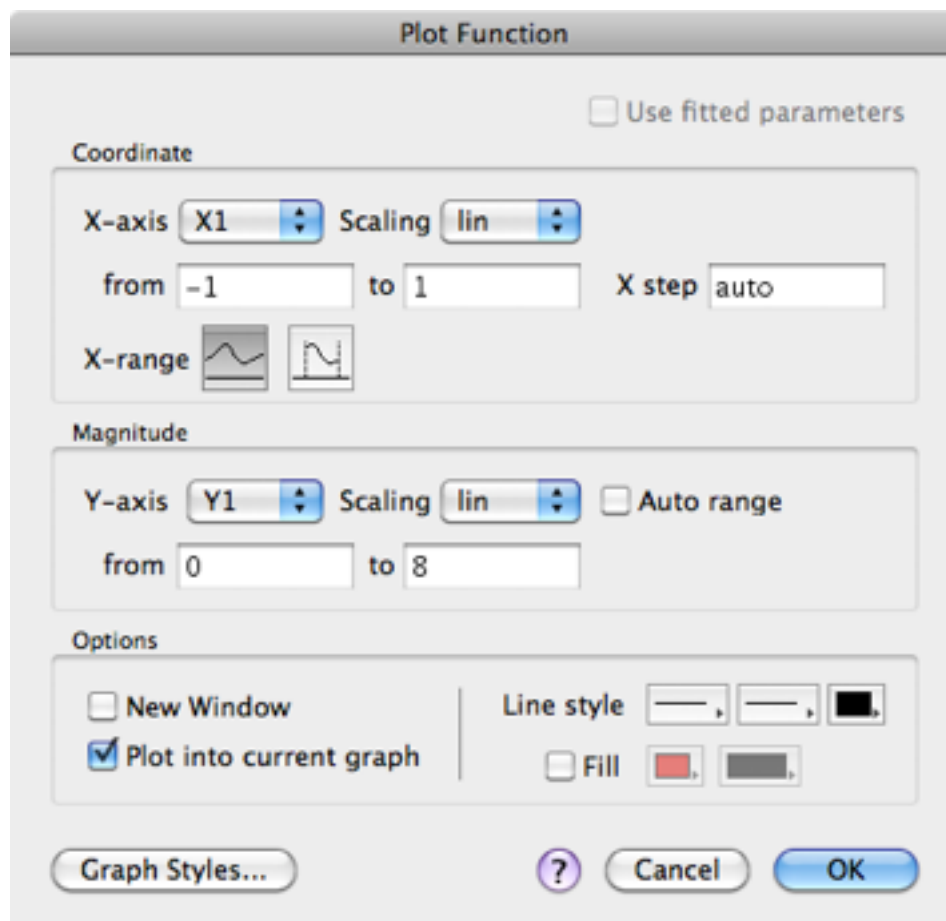 Plot Function
Use fitted parameters
Coordinate
X-axis X1 Scaling lin
from -1 to 1 X step auto
X-range
Magnitude
Y-axis Y1 Scaling lin Auto range
from 0 to 8
Options
New Window Line style
Plot into current graph Fill
Graph Styles... ? Cancel OK